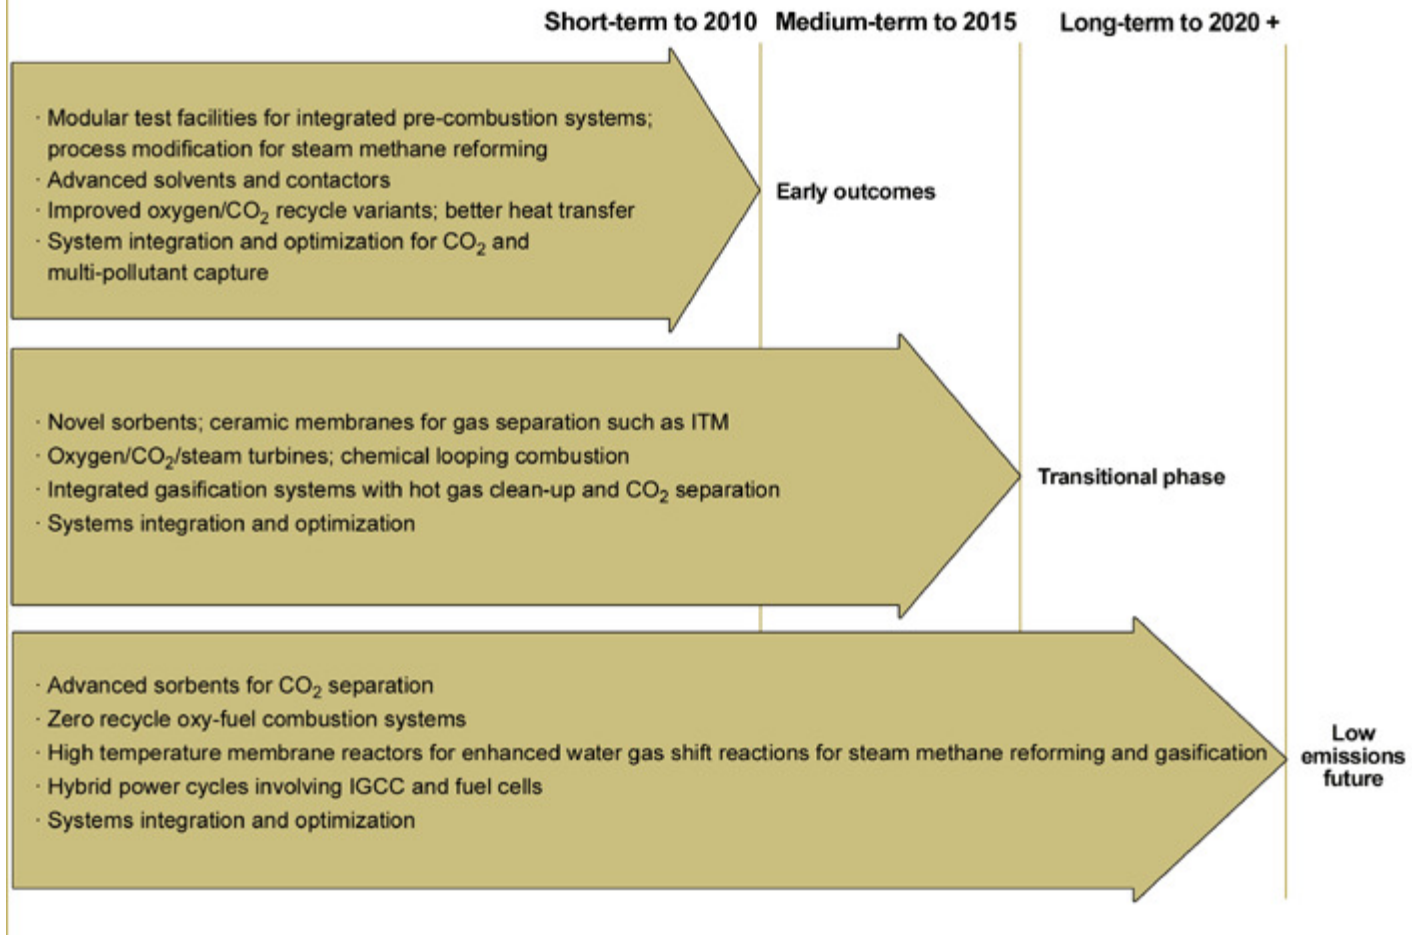 Short-term to 2010 Medium-term to 2015 Long-term to 2020 +
· Modular test facilities for integrated pre-combustion systems;
process modification for steam methane reforming
· Advanced solvents and contactors
· Improved oxygen/CO₂ recycle variants; better heat transfer
· System integration and optimization for CO₂ and
multi-pollutant capture
Early outcomes
· Novel sorbents; ceramic membranes for gas separation such as ITM
· Oxygen/CO₂/steam turbines; chemical looping combustion
· Integrated gasification systems with hot gas clean-up and CO₂ separation
· Systems integration and optimization
Transitional phase
· Advanced sorbents for CO₂ separation
· Zero recycle oxy-fuel combustion systems
· High temperature membrane reactors for enhanced water gas shift reactions for steam methane reforming and gasification
· Hybrid power cycles involving IGCC and fuel cells
· Systems integration and optimization
Low
emissions
future